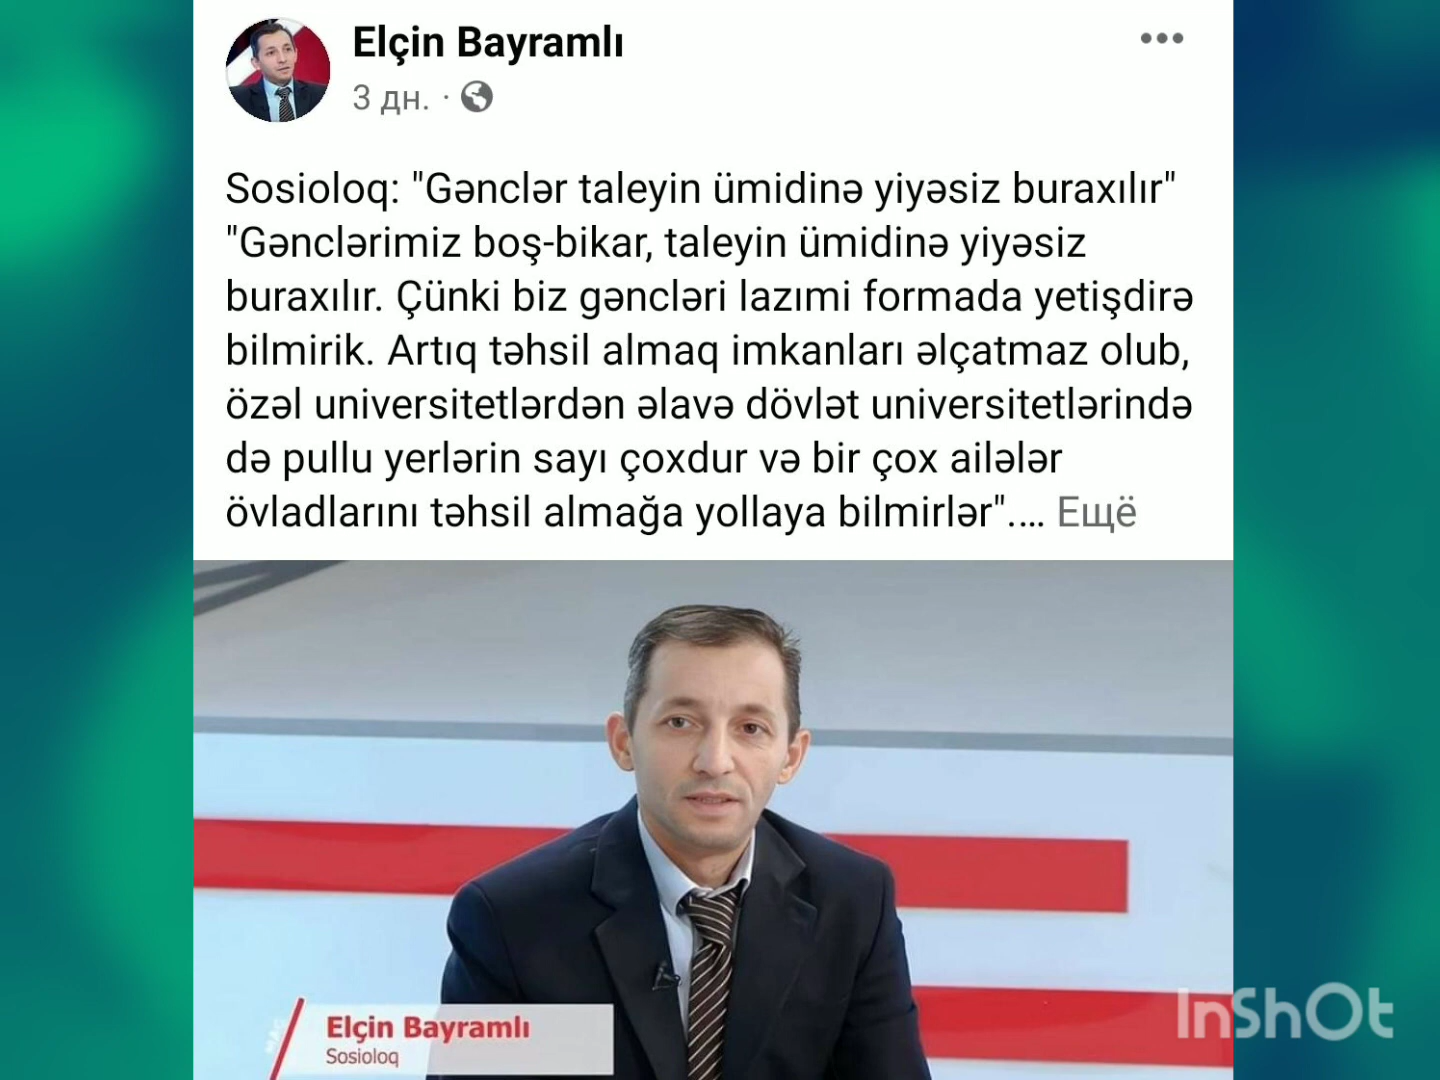 Elçin Bayramlı
3 дн. ·
Sosioloq: "Gənclər taleyin ümidinə yiyəsiz buraxılır"
"Gənclərimiz boş-bikar, taleyin ümidinə yiyəsiz
buraxılır. Çünki biz gəncləri lazımi formada yetişdirə
bilmirik. Artıq təhsil almaq imkanları əlçatmaz olub,
özəl universitetlərdən əlavə dövlət universitetlərində
də pullu yerlərin sayı çoxdur və bir çox ailələr
övladlarını təhsil almağa yollaya bilmirlər".... Ещё
Elçin Bayramlı
Sosioloq
InShOt